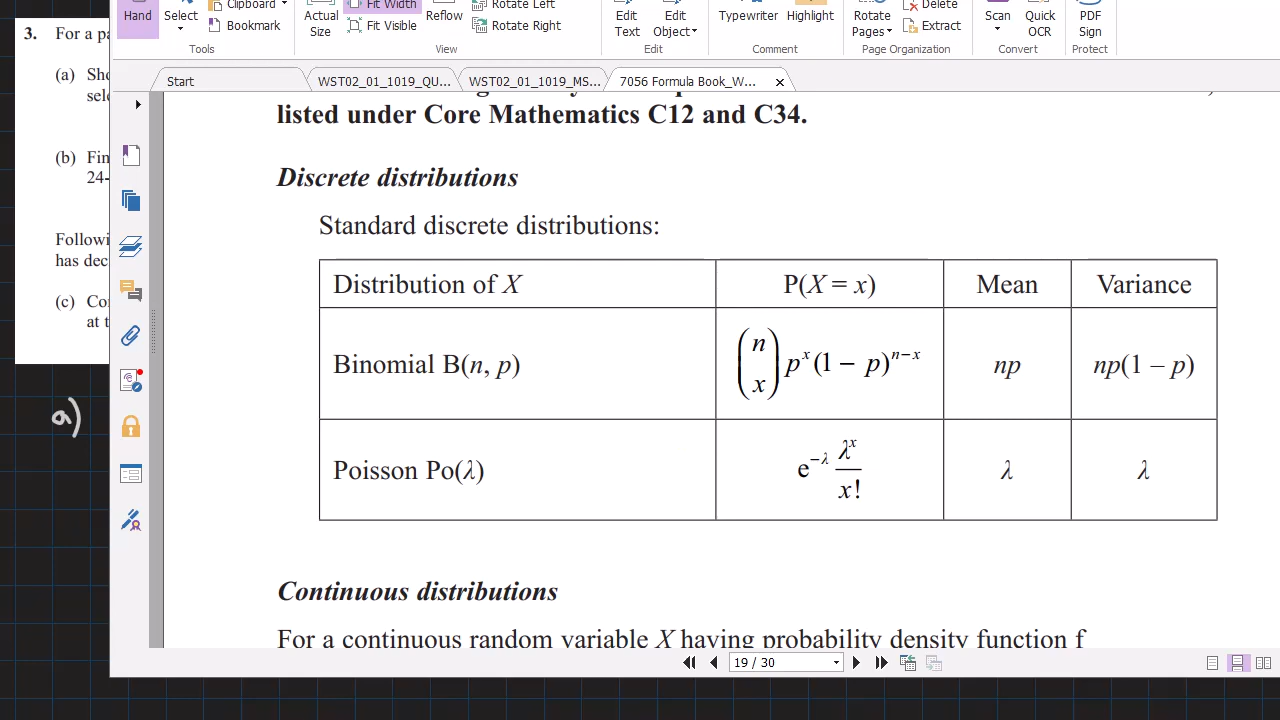 Hand
Select
Clipboard
Bookmark
Actual Size
Fit Width
Fit Visible
Reflow
Rotate Left
Rotate Right
Edit Text
Edit Object
Typewriter
Highlight
Rotate Pages
Delete
Extract
Scan
Quick OCR
PDF Sign
Tools
View
Edit
Comment
Page Organization
Convert
Protect
Start
WST02_01_1019_QU...
WST02_01_1019_MS...
7056 Formula Book_W...
3. For a pa
(a) Sho
sele
(b) Fin
24-
Followi
has dec
(c) Con
at t
a)
listed under Core Mathematics C12 and C34.
Discrete distributions
Standard discrete distributions:
Distribution of X P(X = x) Mean Variance
Binomial B(n, p) (n x) p^x (1 − p)^(n−x) np np(1 – p)
Poisson Po(λ) e^(−λ) λ^x / x! λ λ
Continuous distributions
For a continuous random variable X having probability density function f
19 / 30